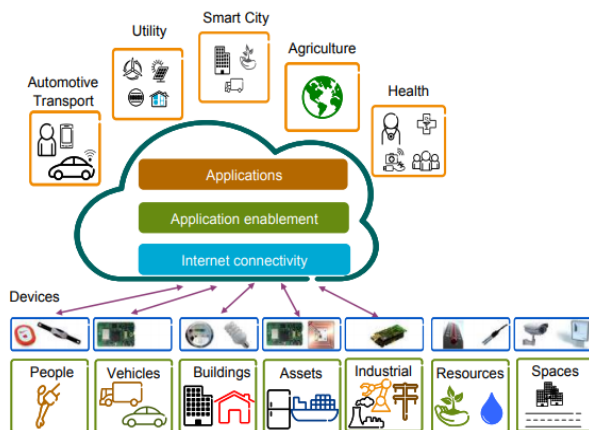 Smart City
Utility
Agriculture
Automotive
Transport
Health
Applications
Application enablement
Internet connectivity
Devices
People
Vehicles
Buildings
Assets
Industrial
Resources
Spaces